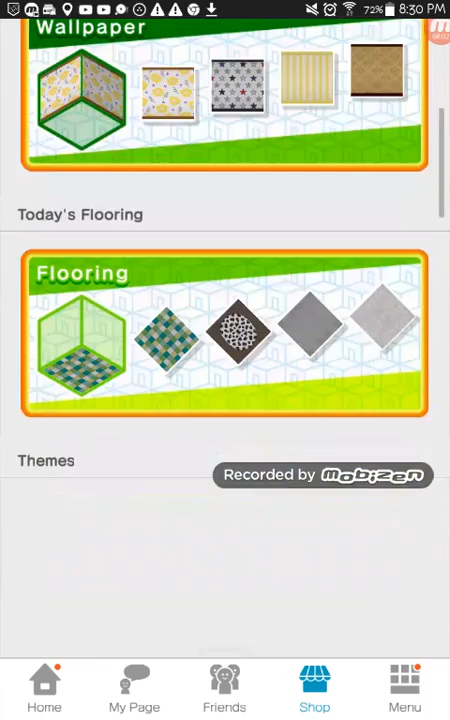 72% 8:30 PM
Wallpaper
Today's Flooring
Flooring
Themes
Recorded by MOBIZEN
Home My Page Friends Shop Menu